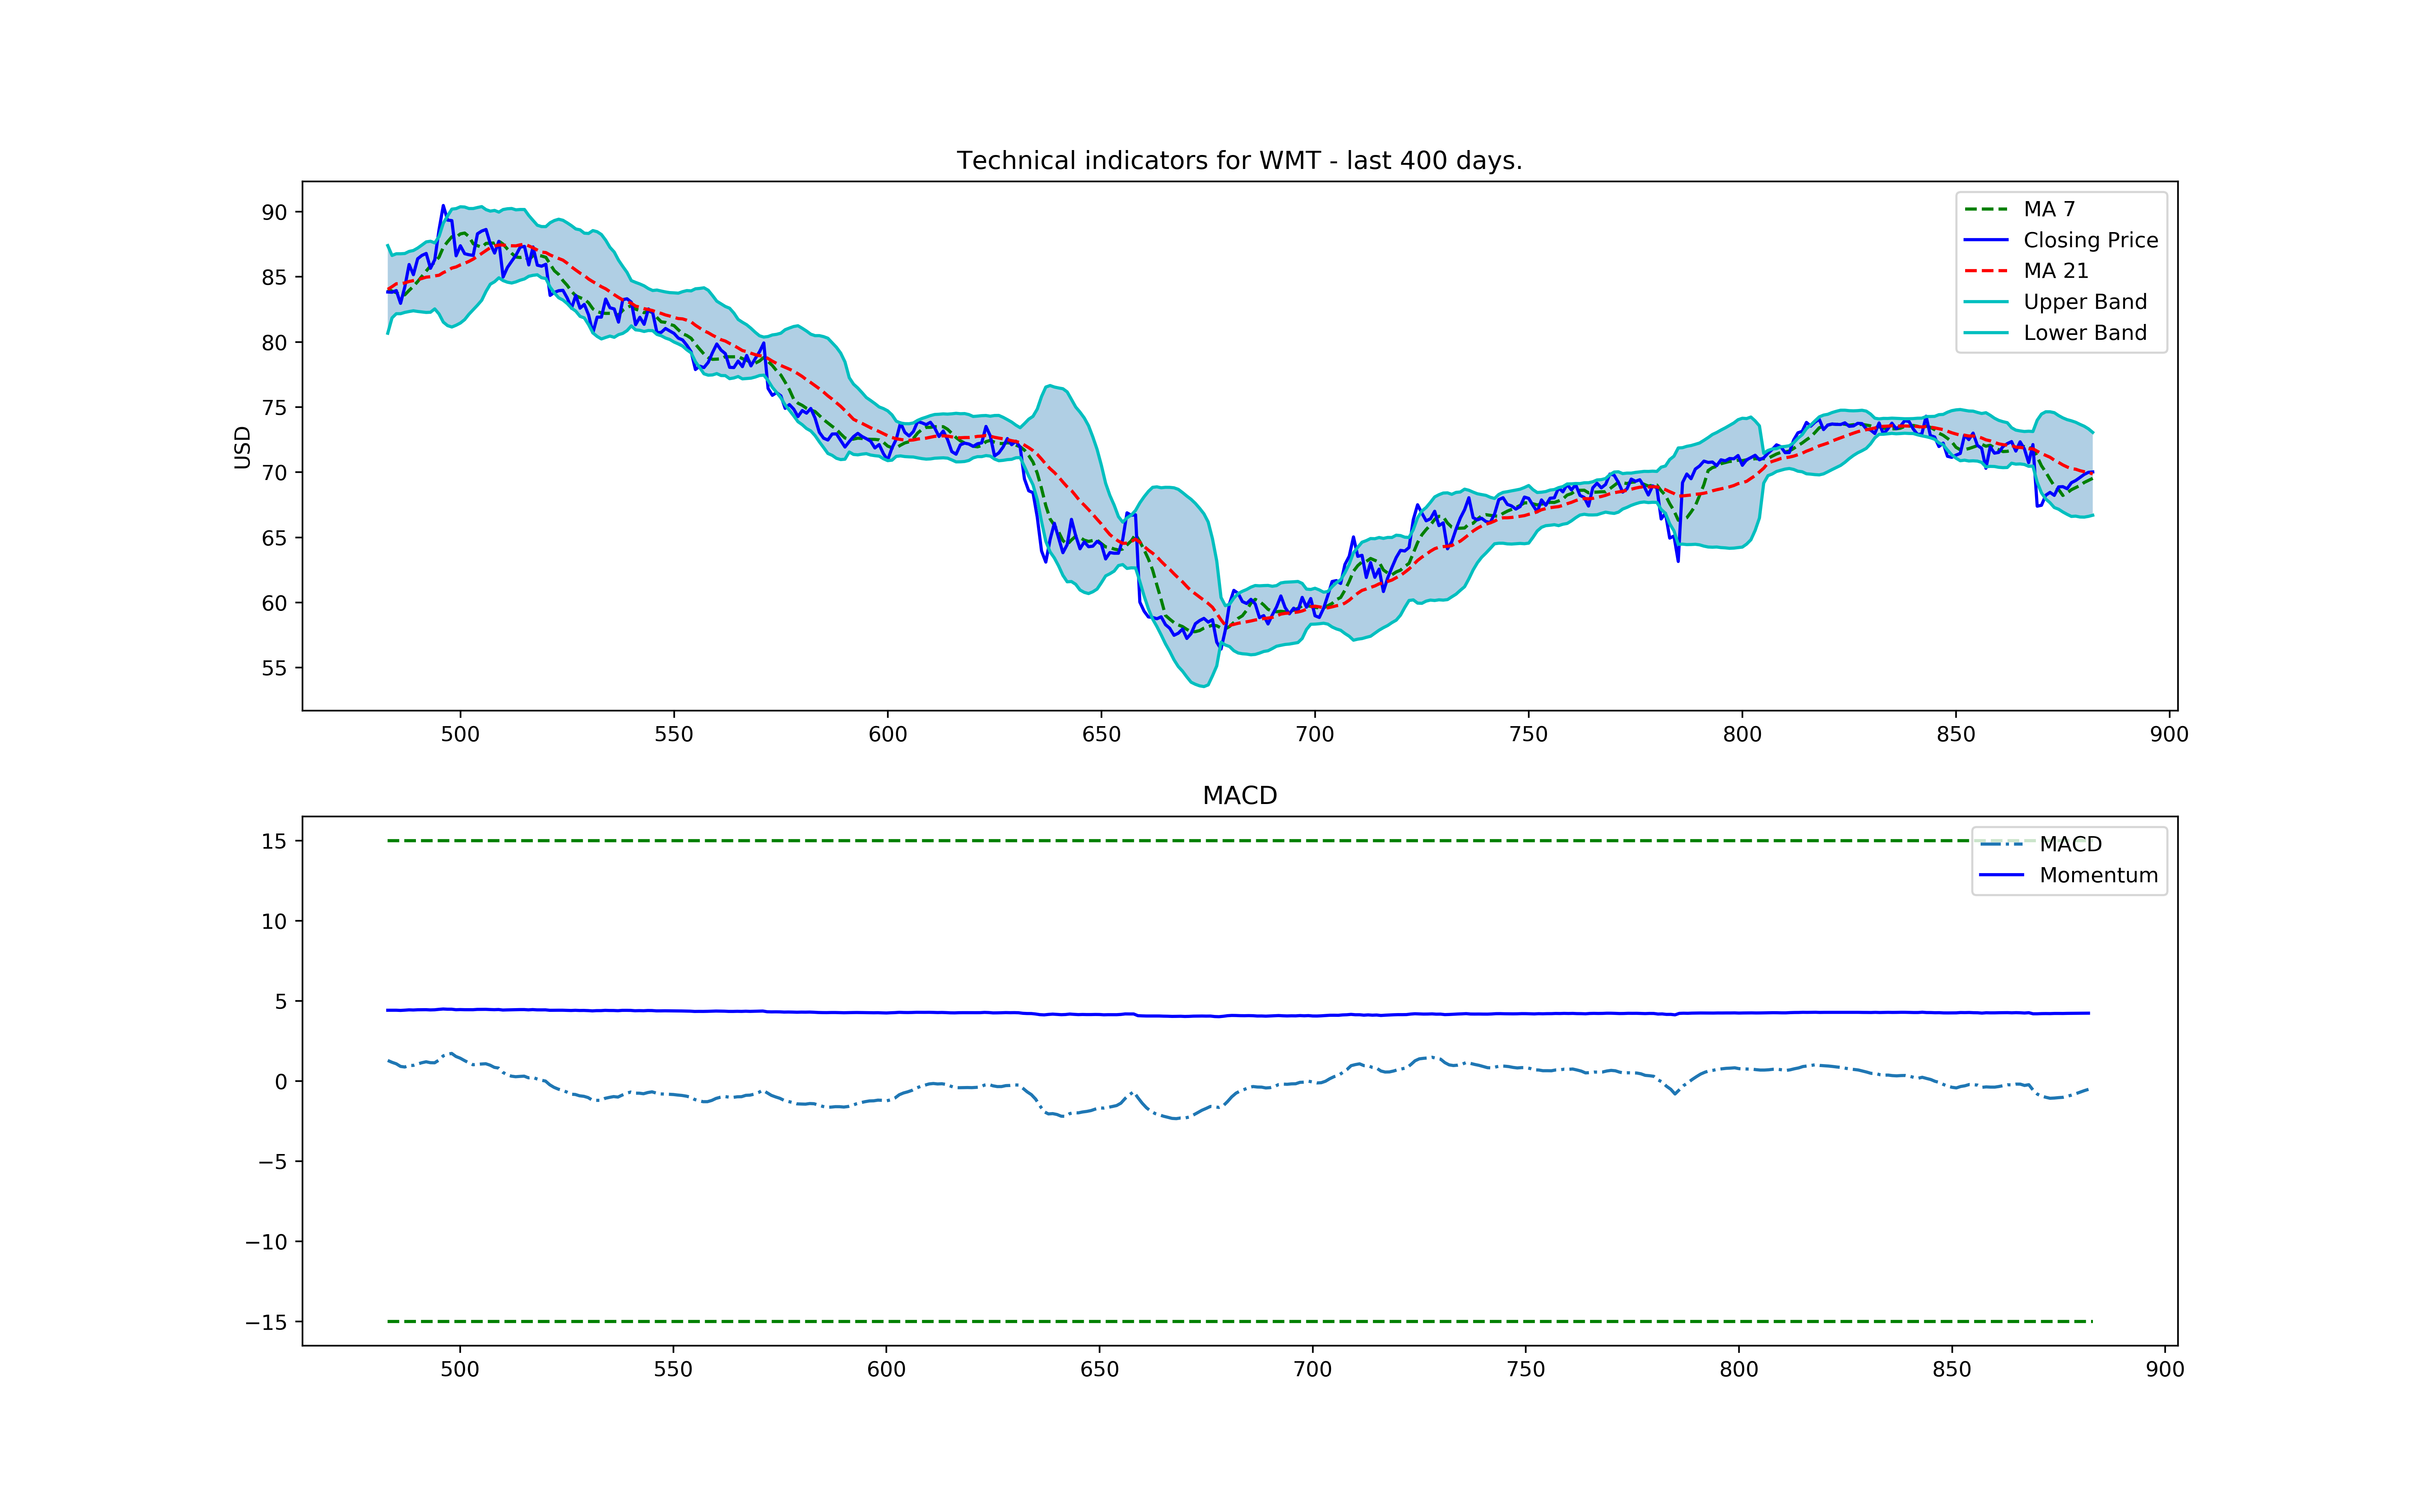 Technical indicators for WMT - last 400 days.
90
85
80
75
70
65
60
55
USD
MA 7
Closing Price
MA 21
Upper Band
Lower Band
500 550 600 650 700 750 800 850 900
MACD
15
10
5
0
−5
−10
−15
MACD
Momentum
500 550 600 650 700 750 800 850 900